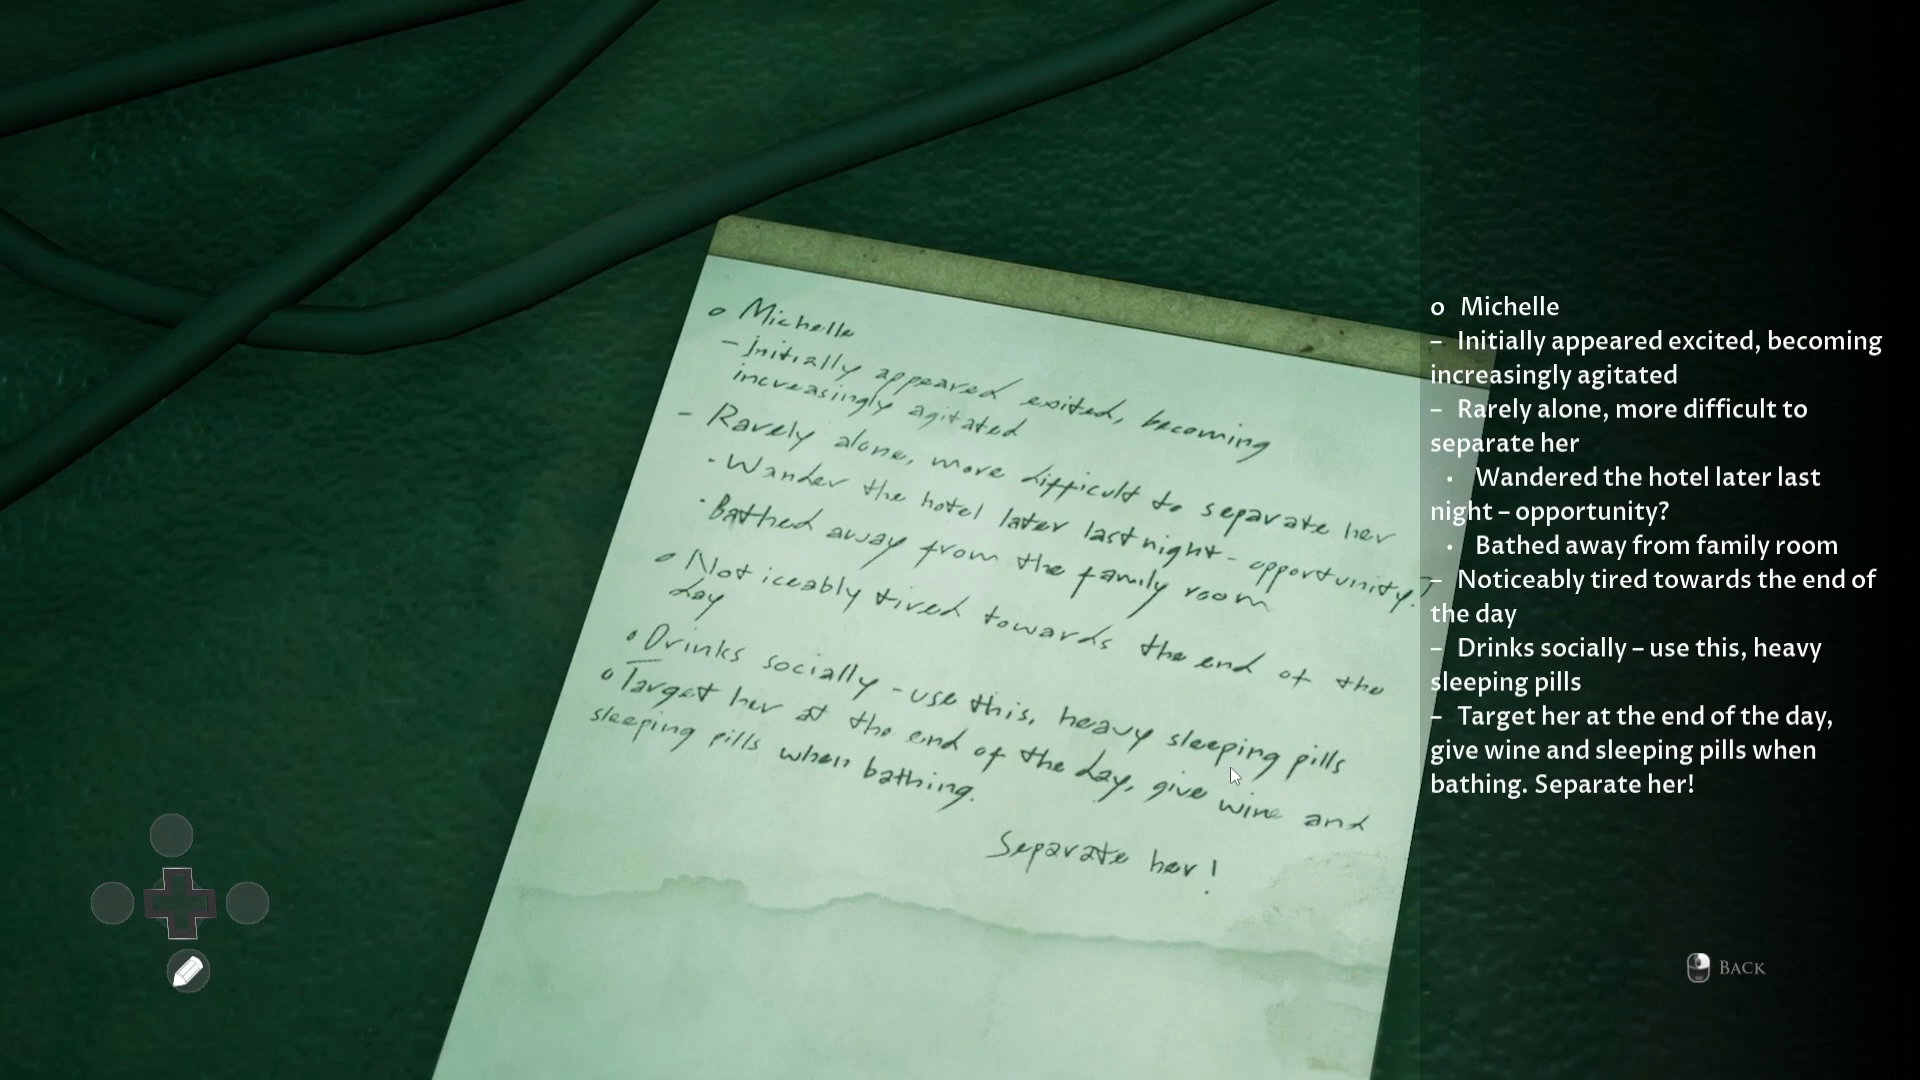 o Michelle
- Initially appeared exited, becoming
increasingly agitated
- Rarely alone, more difficult to separate her
· Wander the hotel later last night - opportunity?
· Bathed away from the family room
o Noticeably tired towards the end of the
day
o Drinks socially - use this, heavy sleeping pills
o Target her at the end of the day, give wine and
sleeping pills when bathing.
Separate her!
o Michelle
– Initially appeared excited, becoming
increasingly agitated
– Rarely alone, more difficult to
separate her
· Wandered the hotel later last
night – opportunity?
· Bathed away from family room
– Noticeably tired towards the end of
the day
– Drinks socially – use this, heavy
sleeping pills
– Target her at the end of the day,
give wine and sleeping pills when
bathing. Separate her!
BACK